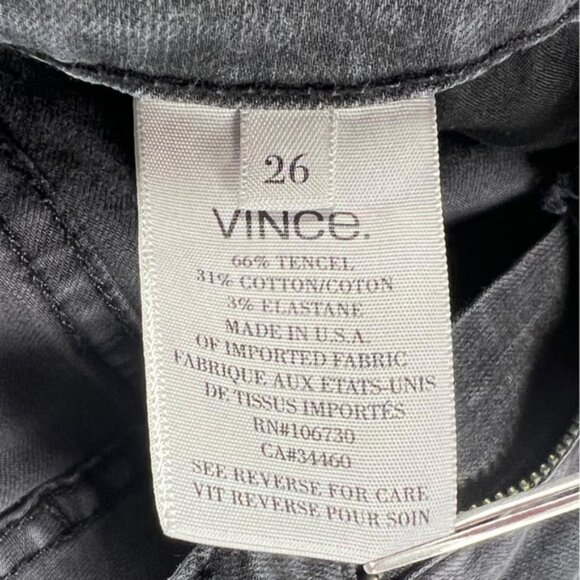 26
VINCe.
66% TENCEL
31% COTTON/COTON
3% ELASTANE
MADE IN U.S.A.
OF IMPORTED FABRIC
FABRIQUE AUX ETATS-UNIS
DE TISSUS IMPORTÉS
RN#106730
CA#34460
SEE REVERSE FOR CARE
VIT REVERSE POUR SOIN